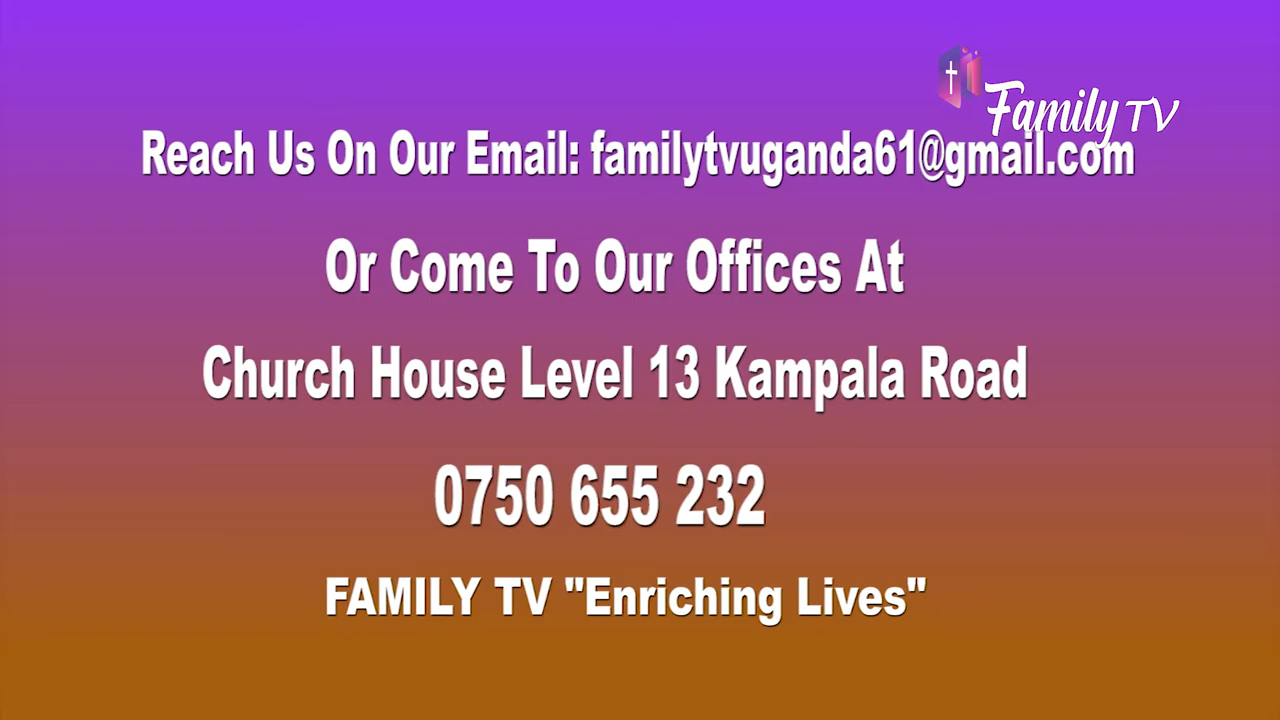 Family TV
Reach Us On Our Email: familytvuganda61@gmail.com
Or Come To Our Offices At
Church House Level 13 Kampala Road
0750 655 232
FAMILY TV "Enriching Lives"